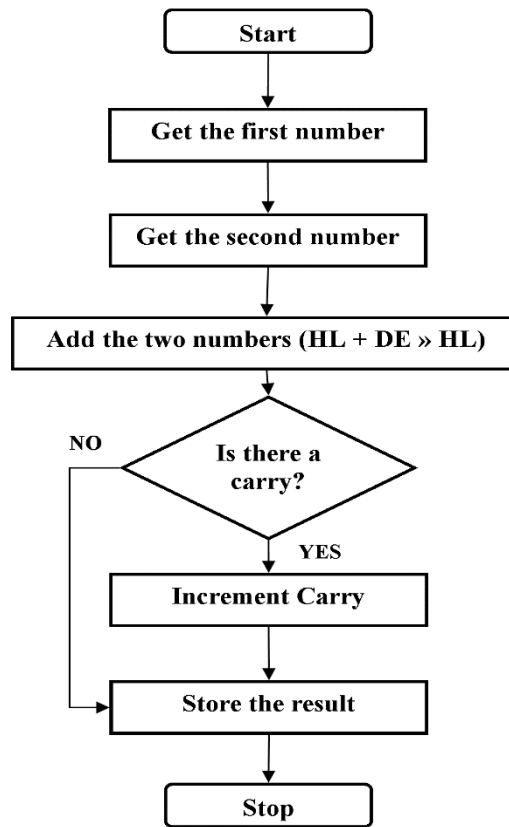 Start
Get the first number
Get the second number
Add the two numbers (HL + DE » HL)
Is there a
carry?
NO
YES
Increment Carry
Store the result
Stop